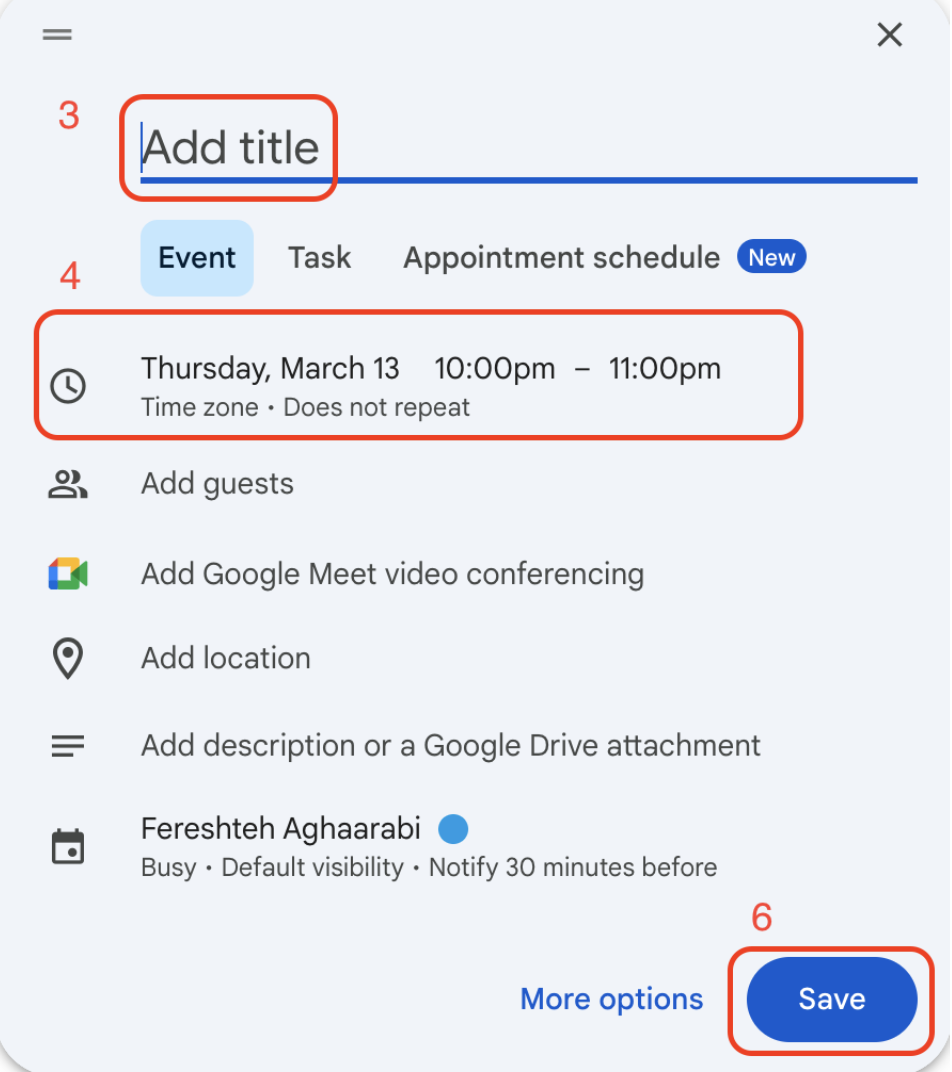 3
Add title
Event Task Appointment schedule New
4
Thursday, March 13 10:00pm – 11:00pm
Time zone • Does not repeat
Add guests
Add Google Meet video conferencing
Add location
Add description or a Google Drive attachment
Fereshteh Aghaarabi
Busy • Default visibility • Notify 30 minutes before
6
More options Save